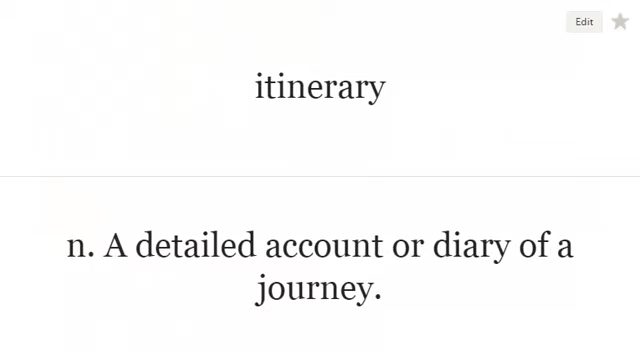 Edit
itinerary
n. A detailed account or diary of a
journey.